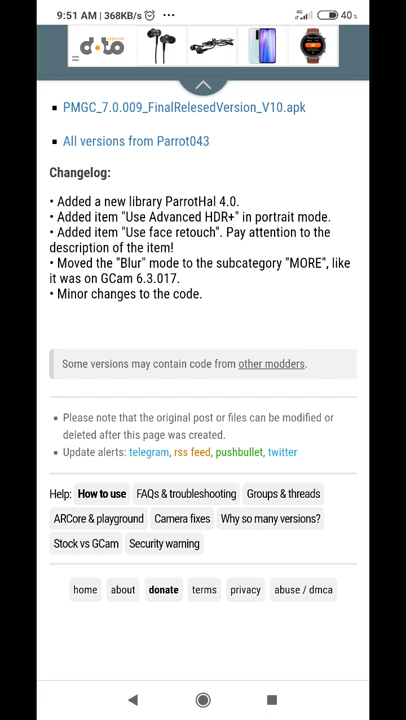 9:51 AM | 368KB/s
4G
40%
doto
PMGC_7.0.009_FinalRelesedVersion_V10.apk
All versions from Parrot043
Changelog:
• Added a new library ParrotHal 4.0.
• Added item "Use Advanced HDR+" in portrait mode.
• Added item "Use face retouch". Pay attention to the
description of the item!
• Moved the "Blur" mode to the subcategory "MORE", like
it was on GCam 6.3.017.
• Minor changes to the code.
Some versions may contain code from other modders.
Please note that the original post or files can be modified or
deleted after this page was created.
Update alerts: telegram, rss feed, pushbullet, twitter
Help: How to use FAQs & troubleshooting Groups & threads
ARCore & playground Camera fixes Why so many versions?
Stock vs GCam Security warning
home about donate terms privacy abuse / dmca